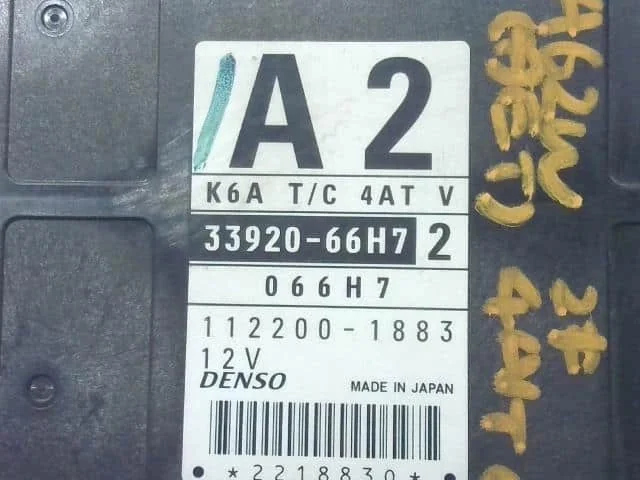 A2
K6A T/C 4AT V
33920-66H7 2
066H7
112200-1883
12V
DENSO MADE IN JAPAN
*2218830*